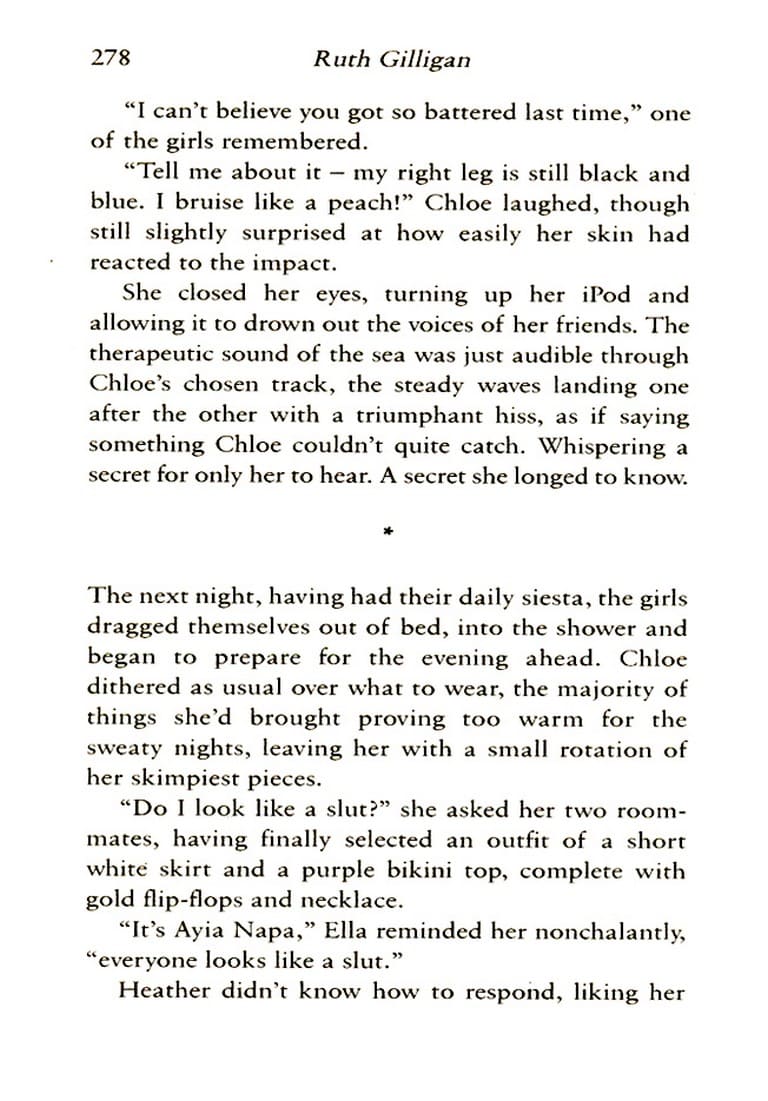 278 Ruth Gilligan
“I can’t believe you got so battered last time,” one
of the girls remembered.
“Tell me about it – my right leg is still black and
blue. I bruise like a peach!” Chloe laughed, though
still slightly surprised at how easily her skin had
reacted to the impact.
She closed her eyes, turning up her iPod and
allowing it to drown out the voices of her friends. The
therapeutic sound of the sea was just audible through
Chloe’s chosen track, the steady waves landing one
after the other with a triumphant hiss, as if saying
something Chloe couldn’t quite catch. Whispering a
secret for only her to hear. A secret she longed to know.
*
The next night, having had their daily siesta, the girls
dragged themselves out of bed, into the shower and
began to prepare for the evening ahead. Chloe
dithered as usual over what to wear, the majority of
things she’d brought proving too warm for the
sweaty nights, leaving her with a small rotation of
her skimpiest pieces.
“Do I look like a slut?” she asked her two room-
mates, having finally selected an outfit of a short
white skirt and a purple bikini top, complete with
gold flip-flops and necklace.
“It’s Ayia Napa,” Ella reminded her nonchalantly,
“everyone looks like a slut.”
Heather didn’t know how to respond, liking her